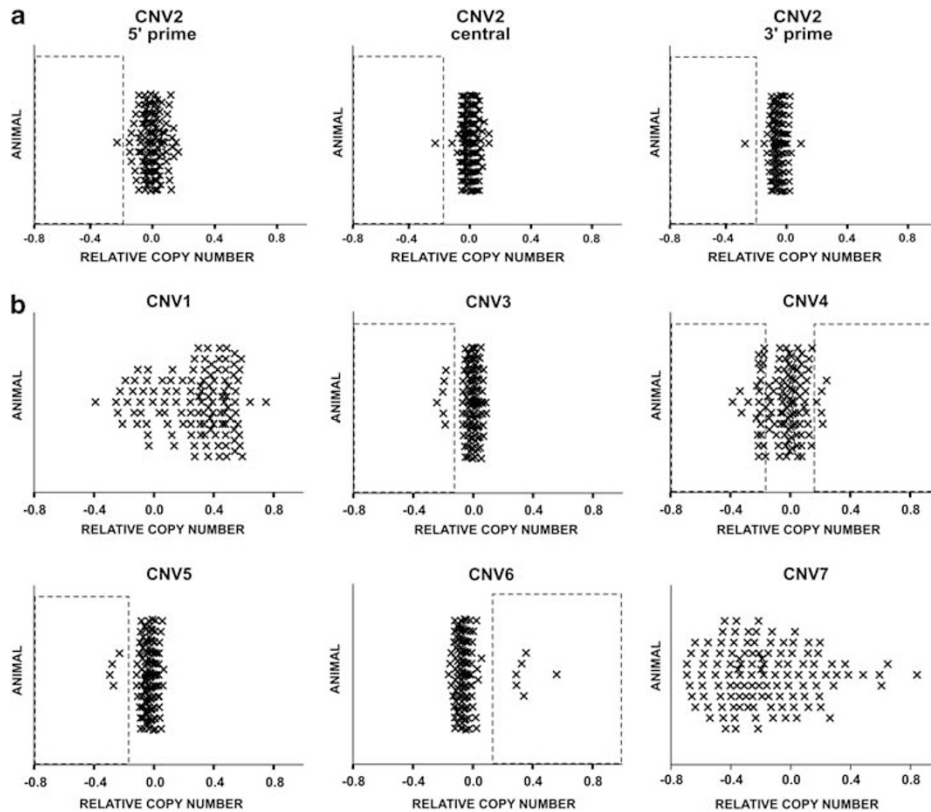 a
CNV2
5' prime
CNV2
central
CNV2
3' prime
ANIMAL
ANIMAL
ANIMAL
-0.8 -0.4 0.0 0.4 0.8
-0.8 -0.4 0.0 0.4 0.8
-0.8 -0.4 0.0 0.4 0.8
RELATIVE COPY NUMBER
RELATIVE COPY NUMBER
RELATIVE COPY NUMBER
b
CNV1
CNV3
CNV4
ANIMAL
ANIMAL
ANIMAL
-0.8 -0.4 0.0 0.4 0.8
-0.8 -0.4 0.0 0.4 0.8
-0.8 -0.4 0.0 0.4 0.8
RELATIVE COPY NUMBER
RELATIVE COPY NUMBER
RELATIVE COPY NUMBER
CNV5
CNV6
CNV7
ANIMAL
ANIMAL
ANIMAL
-0.8 -0.4 0.0 0.4 0.8
-0.8 -0.4 0.0 0.4 0.8
-0.8 -0.4 0.0 0.4 0.8
RELATIVE COPY NUMBER
RELATIVE COPY NUMBER
RELATIVE COPY NUMBER